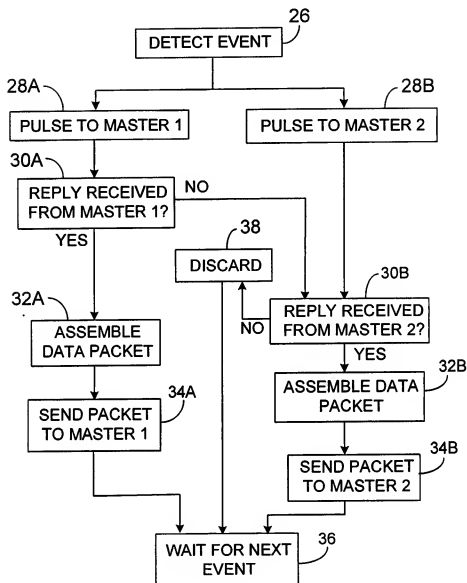 26
DETECT EVENT
28A
28B
PULSE TO MASTER 1
PULSE TO MASTER 2
30A
REPLY RECEIVED
FROM MASTER 1?
NO
YES
38
DISCARD
30B
REPLY RECEIVED
FROM MASTER 2?
NO
YES
32A
ASSEMBLE
DATA PACKET
32B
ASSEMBLE DATA
PACKET
34A
SEND PACKET
TO MASTER 1
34B
SEND PACKET
TO MASTER 2
WAIT FOR NEXT
EVENT
36